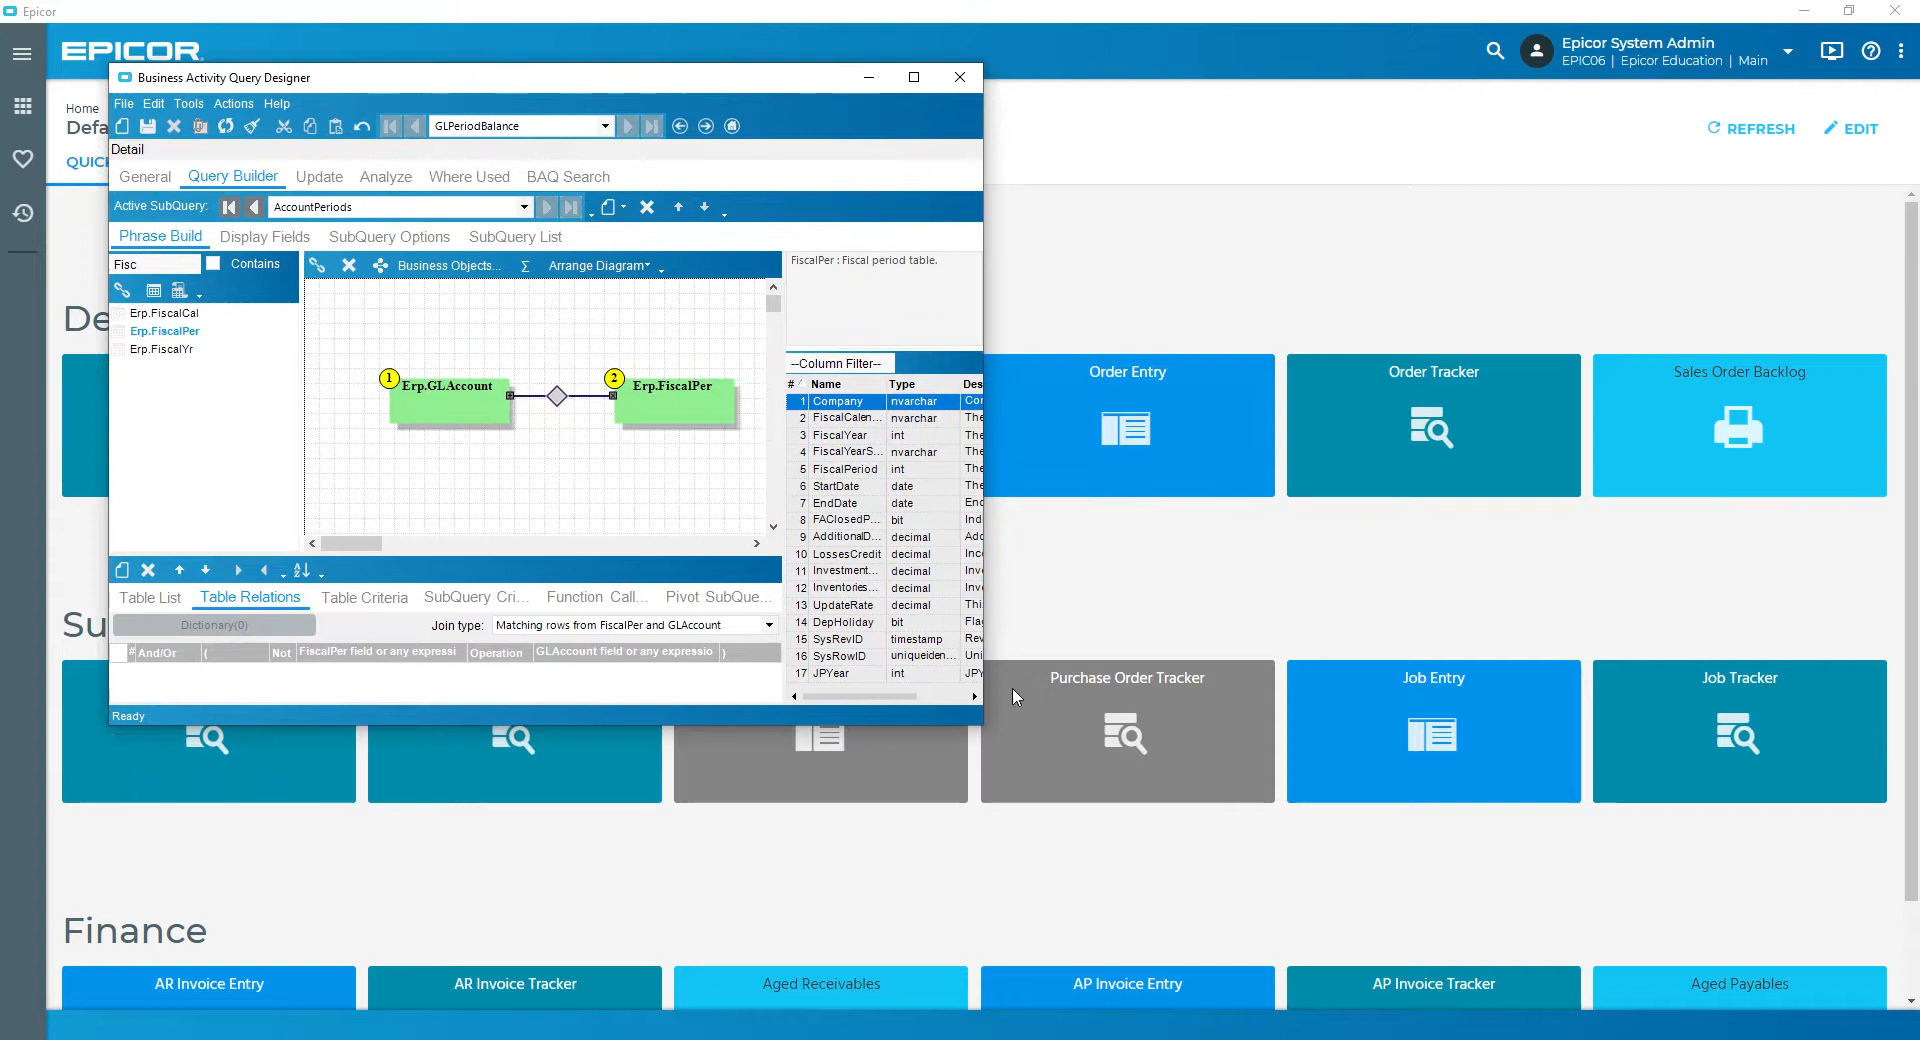 Epicor
EPICOR
Epicor System Admin
EPIC06 | Epicor Education | Main
Home
Defa
QUICK
REFRESH
EDIT
Business Activity Query Designer
File Edit Tools Actions Help
GLPeriodBalance
Detail
General Query Builder Update Analyze Where Used BAQ Search
Active SubQuery: AccountPeriods
Phrase Build Display Fields SubQuery Options SubQuery List
Fisc Contains
Business Objects... Σ Arrange Diagram
Erp.FiscalCal
Erp.FiscalPer
Erp.FiscalYr
1 Erp.GLAccount
2 Erp.FiscalPer
FiscalPer : Fiscal period table.
--Column Filter--
# Name Type Des
1 Company nvarchar Cor
2 FiscalCalen... nvarchar The
3 FiscalYear int The
4 FiscalYearS... nvarchar The
5 FiscalPeriod int The
6 StartDate date The
7 EndDate date Enc
8 FAClosedP... bit Indi
9 AdditionalD... decimal Adc
10 LossesCredit decimal Inco
11 Investment... decimal Inve
12 Inventories... decimal Inve
13 UpdateRate decimal Thi
14 DepHoliday bit Flag
15 SysRevID timestamp Rev
16 SysRowID uniqueiden... Uni
17 JPYear int JPY
Table List Table Relations Table Criteria SubQuery Cri... Function Call... Pivot SubQue...
Dictionary(0) Join type: Matching rows from FiscalPer and GLAccount
# And/Or ( Not FiscalPer field or any expressi Operation GLAccount field or any expressio )
Ready
De
Order Entry
Order Tracker
Sales Order Backlog
Su
Purchase Order Tracker
Job Entry
Job Tracker
Finance
AR Invoice Entry
AR Invoice Tracker
Aged Receivables
AP Invoice Entry
AP Invoice Tracker
Aged Payables